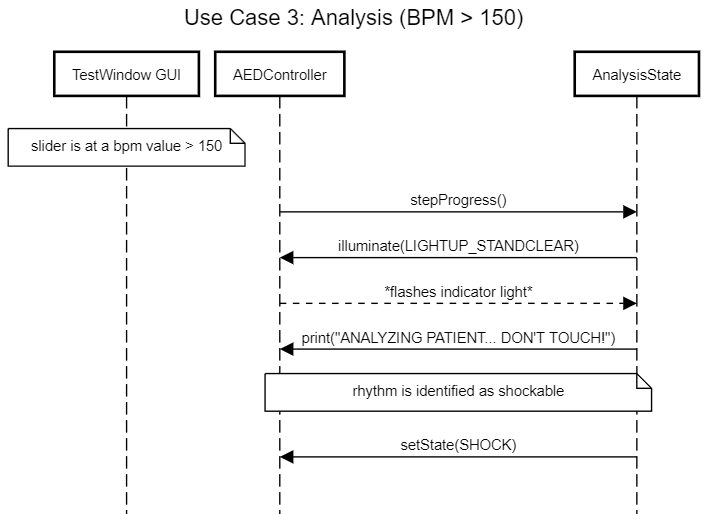 Use Case 3: Analysis (BPM > 150)
TestWindow GUI
AEDController
AnalysisState
slider is at a bpm value > 150
stepProgress()
illuminate(LIGHTUP_STANDCLEAR)
*flashes indicator light*
print("ANALYZING PATIENT... DON'T TOUCH!")
rhythm is identified as shockable
setState(SHOCK)